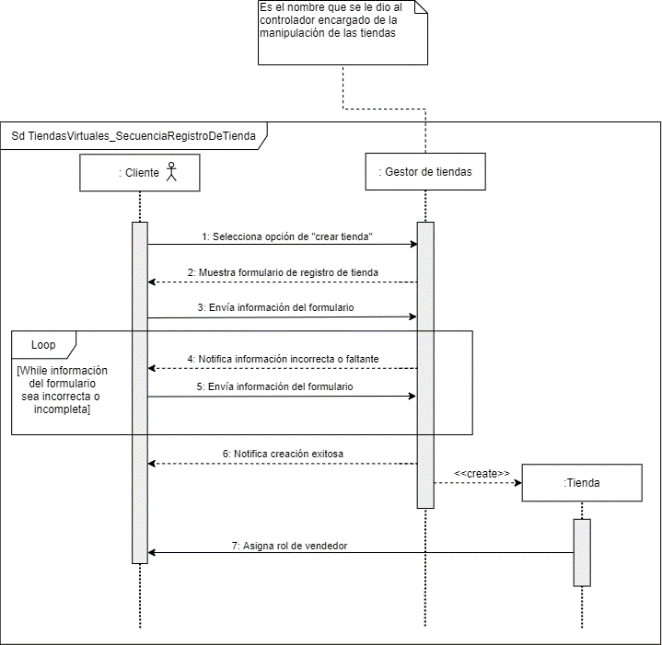 Es el nombre que se le dio al
controlador encargado de la
manipulación de las tiendas
Sd TiendasVirtuales_SecuenciaRegistroDeTienda
: Cliente
: Gestor de tiendas
1: Selecciona opción de "crear tienda"
2: Muestra formulario de registro de tienda
3: Envía información del formulario
Loop
[While información
del formulario
sea incorrecta o
incompleta]
4: Notifica información incorrecta o faltante
5: Envía información del formulario
6: Notifica creación exitosa
<<create>>
:Tienda
7: Asigna rol de vendedor